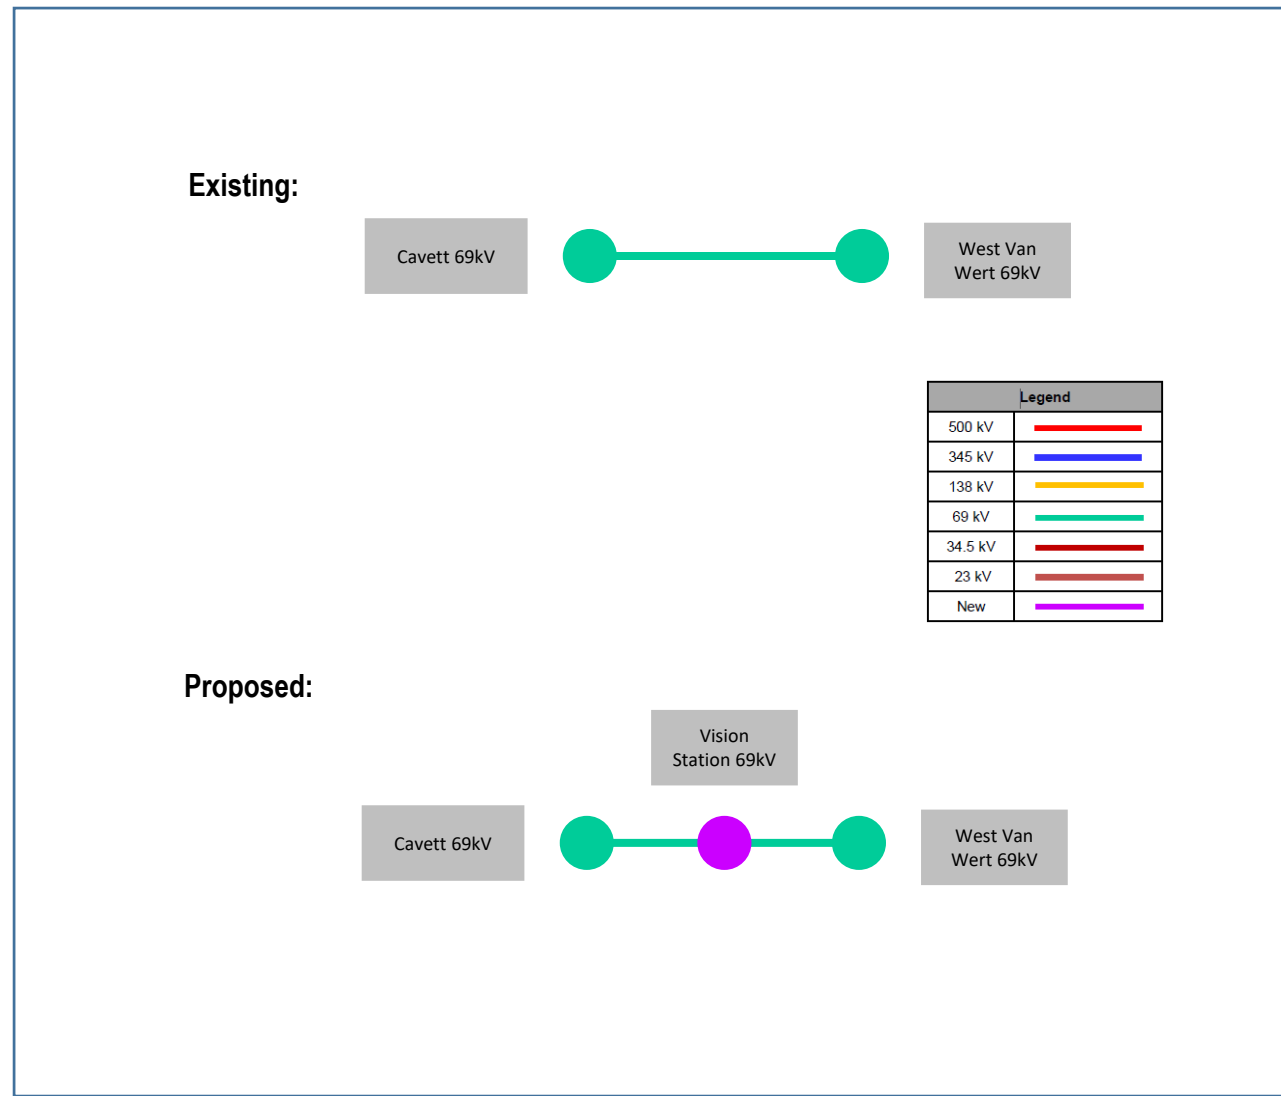 Existing:
Cavett 69kV
West Van
Wert 69kV
Legend
500 kV
345 kV
138 kV
69 kV
34.5 kV
23 kV
New
Proposed:
Vision
Station 69kV
Cavett 69kV
West Van
Wert 69kV